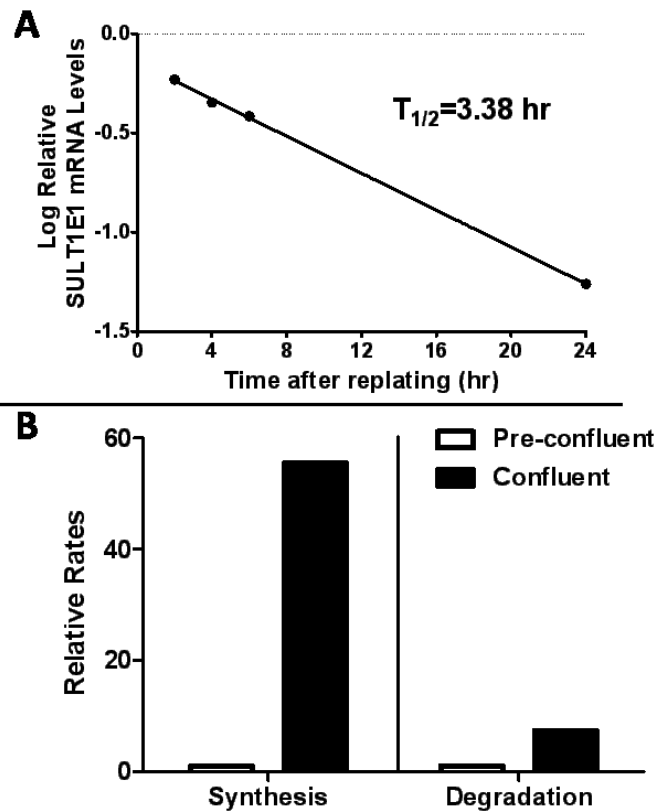 A
Log Relative
SULT1E1 mRNA Levels
0.0
-0.5
-1.0
-1.5
T1/2=3.38 hr
0 4 8 12 16 20 24
Time after replating (hr)
B
Relative Rates
60
40
20
0
Pre-confluent
Confluent
Synthesis Degradation